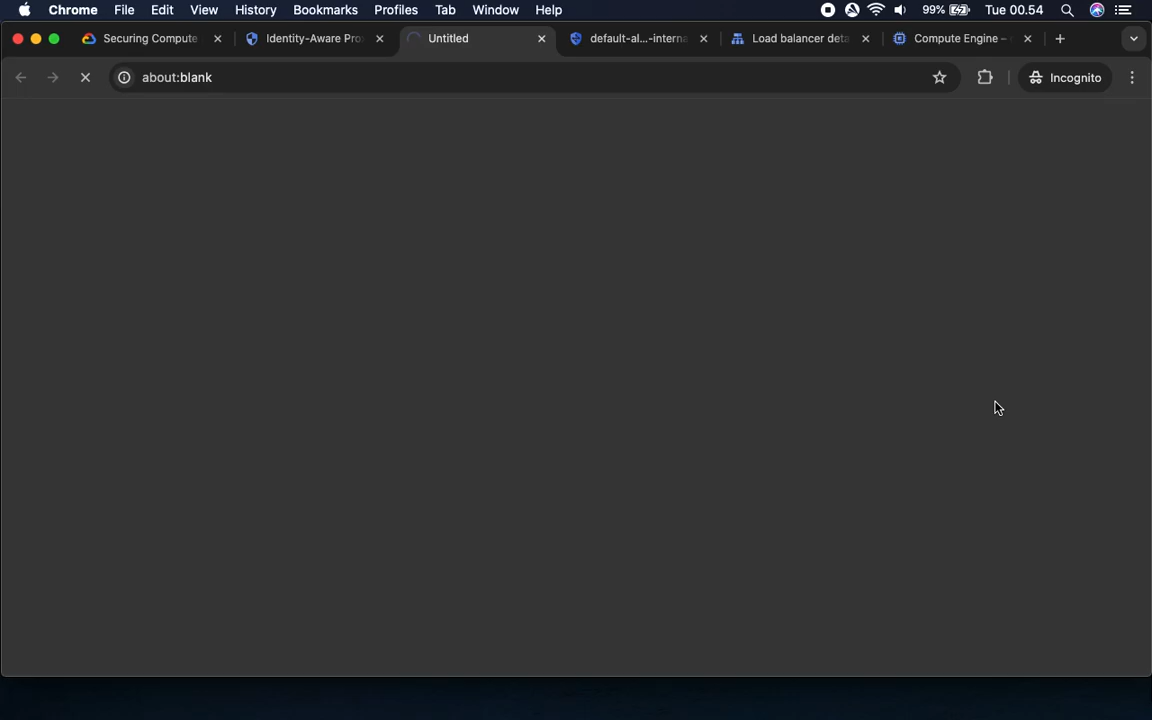 Chrome File Edit View History Bookmarks Profiles Tab Window Help 99% Tue 00.54
Securing Compute Identity-Aware Pro Untitled default-al...-interna Load balancer deta Compute Engine –
about:blank Incognito